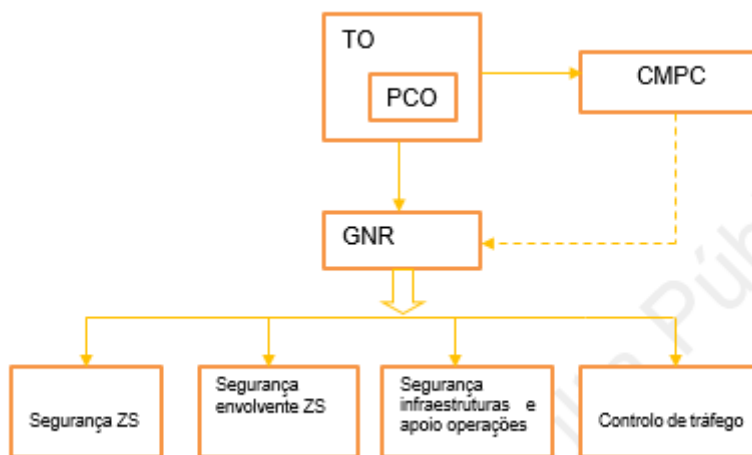 TO
PCO
CMPC
GNR
Segurança ZS
Segurança
envolvente ZS
Segurança
infraestruturas e
apoio operações
Controlo de tráfego